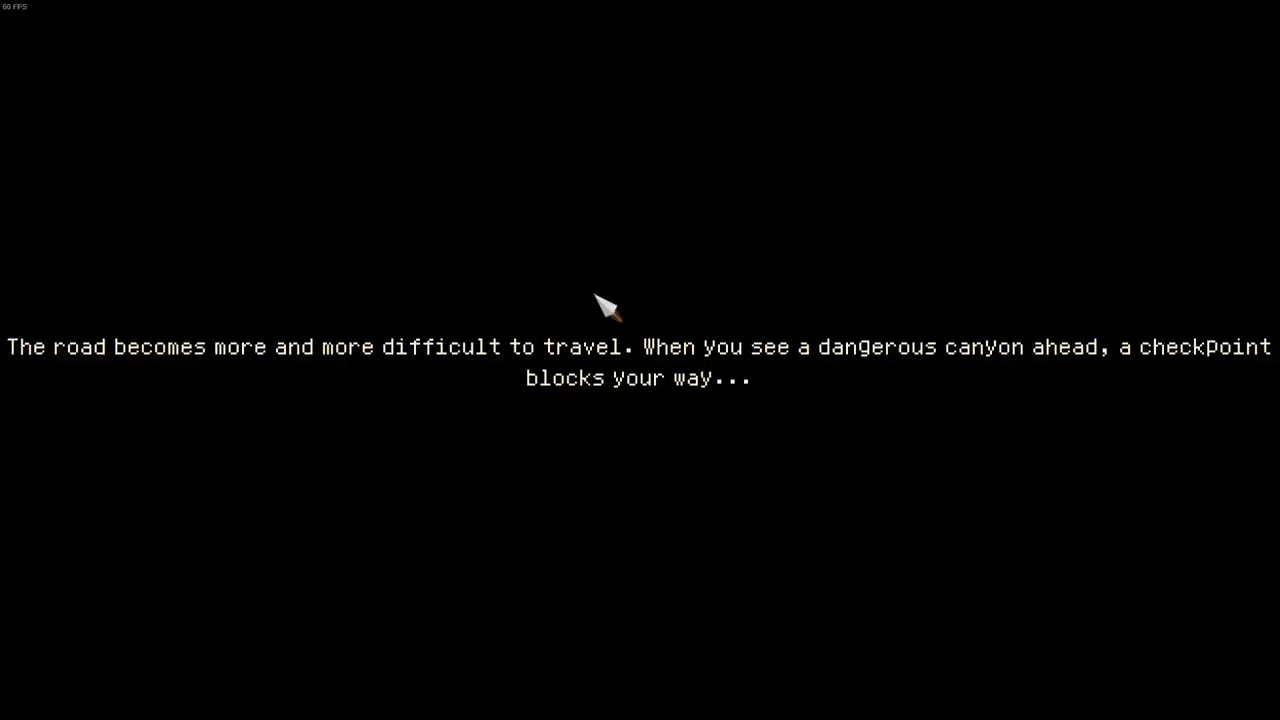 60 FPS
The road becomes more and more difficult to travel. When you see a dangerous canyon ahead, a checkpoint
blocks your way...